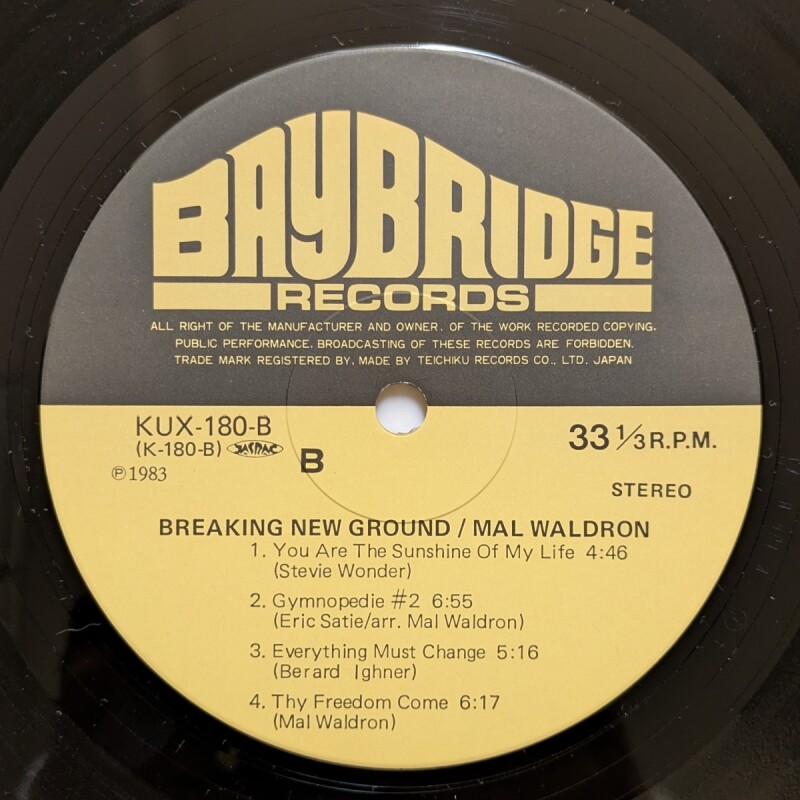 BAYBRIDGE
RECORDS
ALL RIGHT OF THE MANUFACTURER AND OWNER. OF THE WORK RECORDED COPYING.
PUBLIC PERFORMANCE. BROADCASTING OF THESE RECORDS ARE FORBIDDEN.
TRADE MARK REGISTERED BY. MADE BY TEICHIKU RECORDS CO., LTD. JAPAN
KUX-180-B
33 1/3 R.P.M.
(K-180-B) JASRAC
B
℗1983
STEREO
BREAKING NEW GROUND / MAL WALDRON
1. You Are The Sunshine Of My Life 4:46
(Stevie Wonder)
2. Gymnopedie #2 6:55
(Eric Satie/arr. Mal Waldron)
3. Everything Must Change 5:16
(Berard Ighner)
4. Thy Freedom Come 6:17
(Mal Waldron)